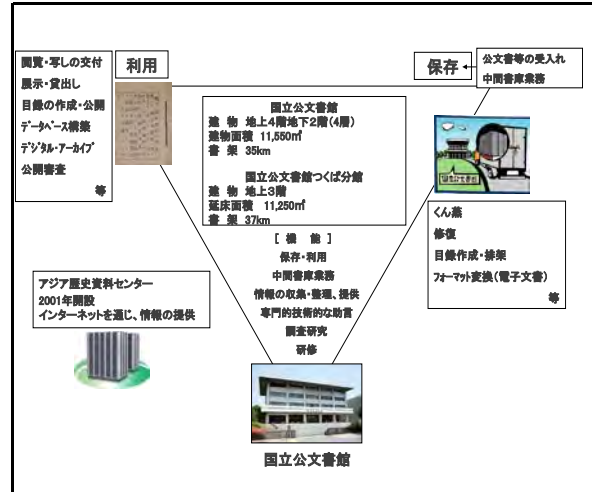 閲覧・写しの交付
展示・貸出し
目録の作成・公開
データベース構築
デジタル・アーカイブ
公開審査
等
利用
保存
公文書等の受入れ
中間書庫業務
国立公文書館
建 物 地上4階地下2階(4層)
建物面積 11,550㎡
書 架 35km
国立公文書館つくば分館
建 物 地上3階
延床面積 11,250㎡
書 架 37km
[ 機 能 ]
保存・利用
中間書庫業務
情報の収集・整理、提供
専門的技術的な助言
調査研究
研修
くん蒸
修復
目録作成・排架
フォーマット変換(電子文書)
等
アジア歴史資料センター
2001年開設
インターネットを通じ、情報の提供
国立公文書館